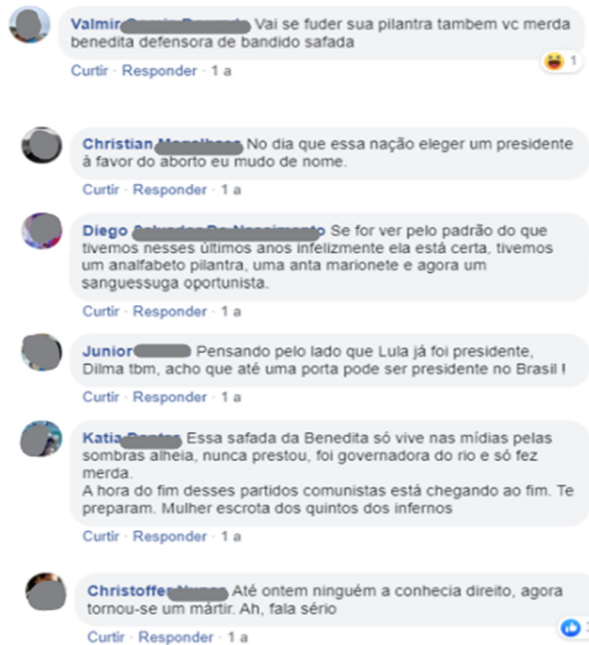 Valmir Vai se fuder sua pilantra tambem vc merda
benedita defensora de bandido safada
1
Curtir · Responder · 1 a
Christian No dia que essa nação eleger um presidente
à favor do aborto eu mudo de nome.
Curtir · Responder · 1 a
Diego Se for ver pelo padrão do que
tivemos nesses últimos anos infelizmente ela está certa, tivemos
um analfabeto pilantra, uma anta marionete e agora um
sanguessuga oportunista.
Curtir · Responder · 1 a
Junior Pensando pelo lado que Lula já foi presidente,
Dilma tbm, acho que até uma porta pode ser presidente no Brasil !
Curtir · Responder · 1 a
Katia Essa safada da Benedita só vive nas mídias pelas
sombras alheia, nunca prestou, foi governadora do rio e só fez
merda.
A hora do fim desses partidos comunistas está chegando ao fim. Te
preparam. Mulher escrota dos quintos dos infernos
Curtir · Responder · 1 a
Christoffe Até ontem ninguém a conhecia direito, agora
tornou-se um mártir. Ah, fala sério
Curtir · Responder · 1 a